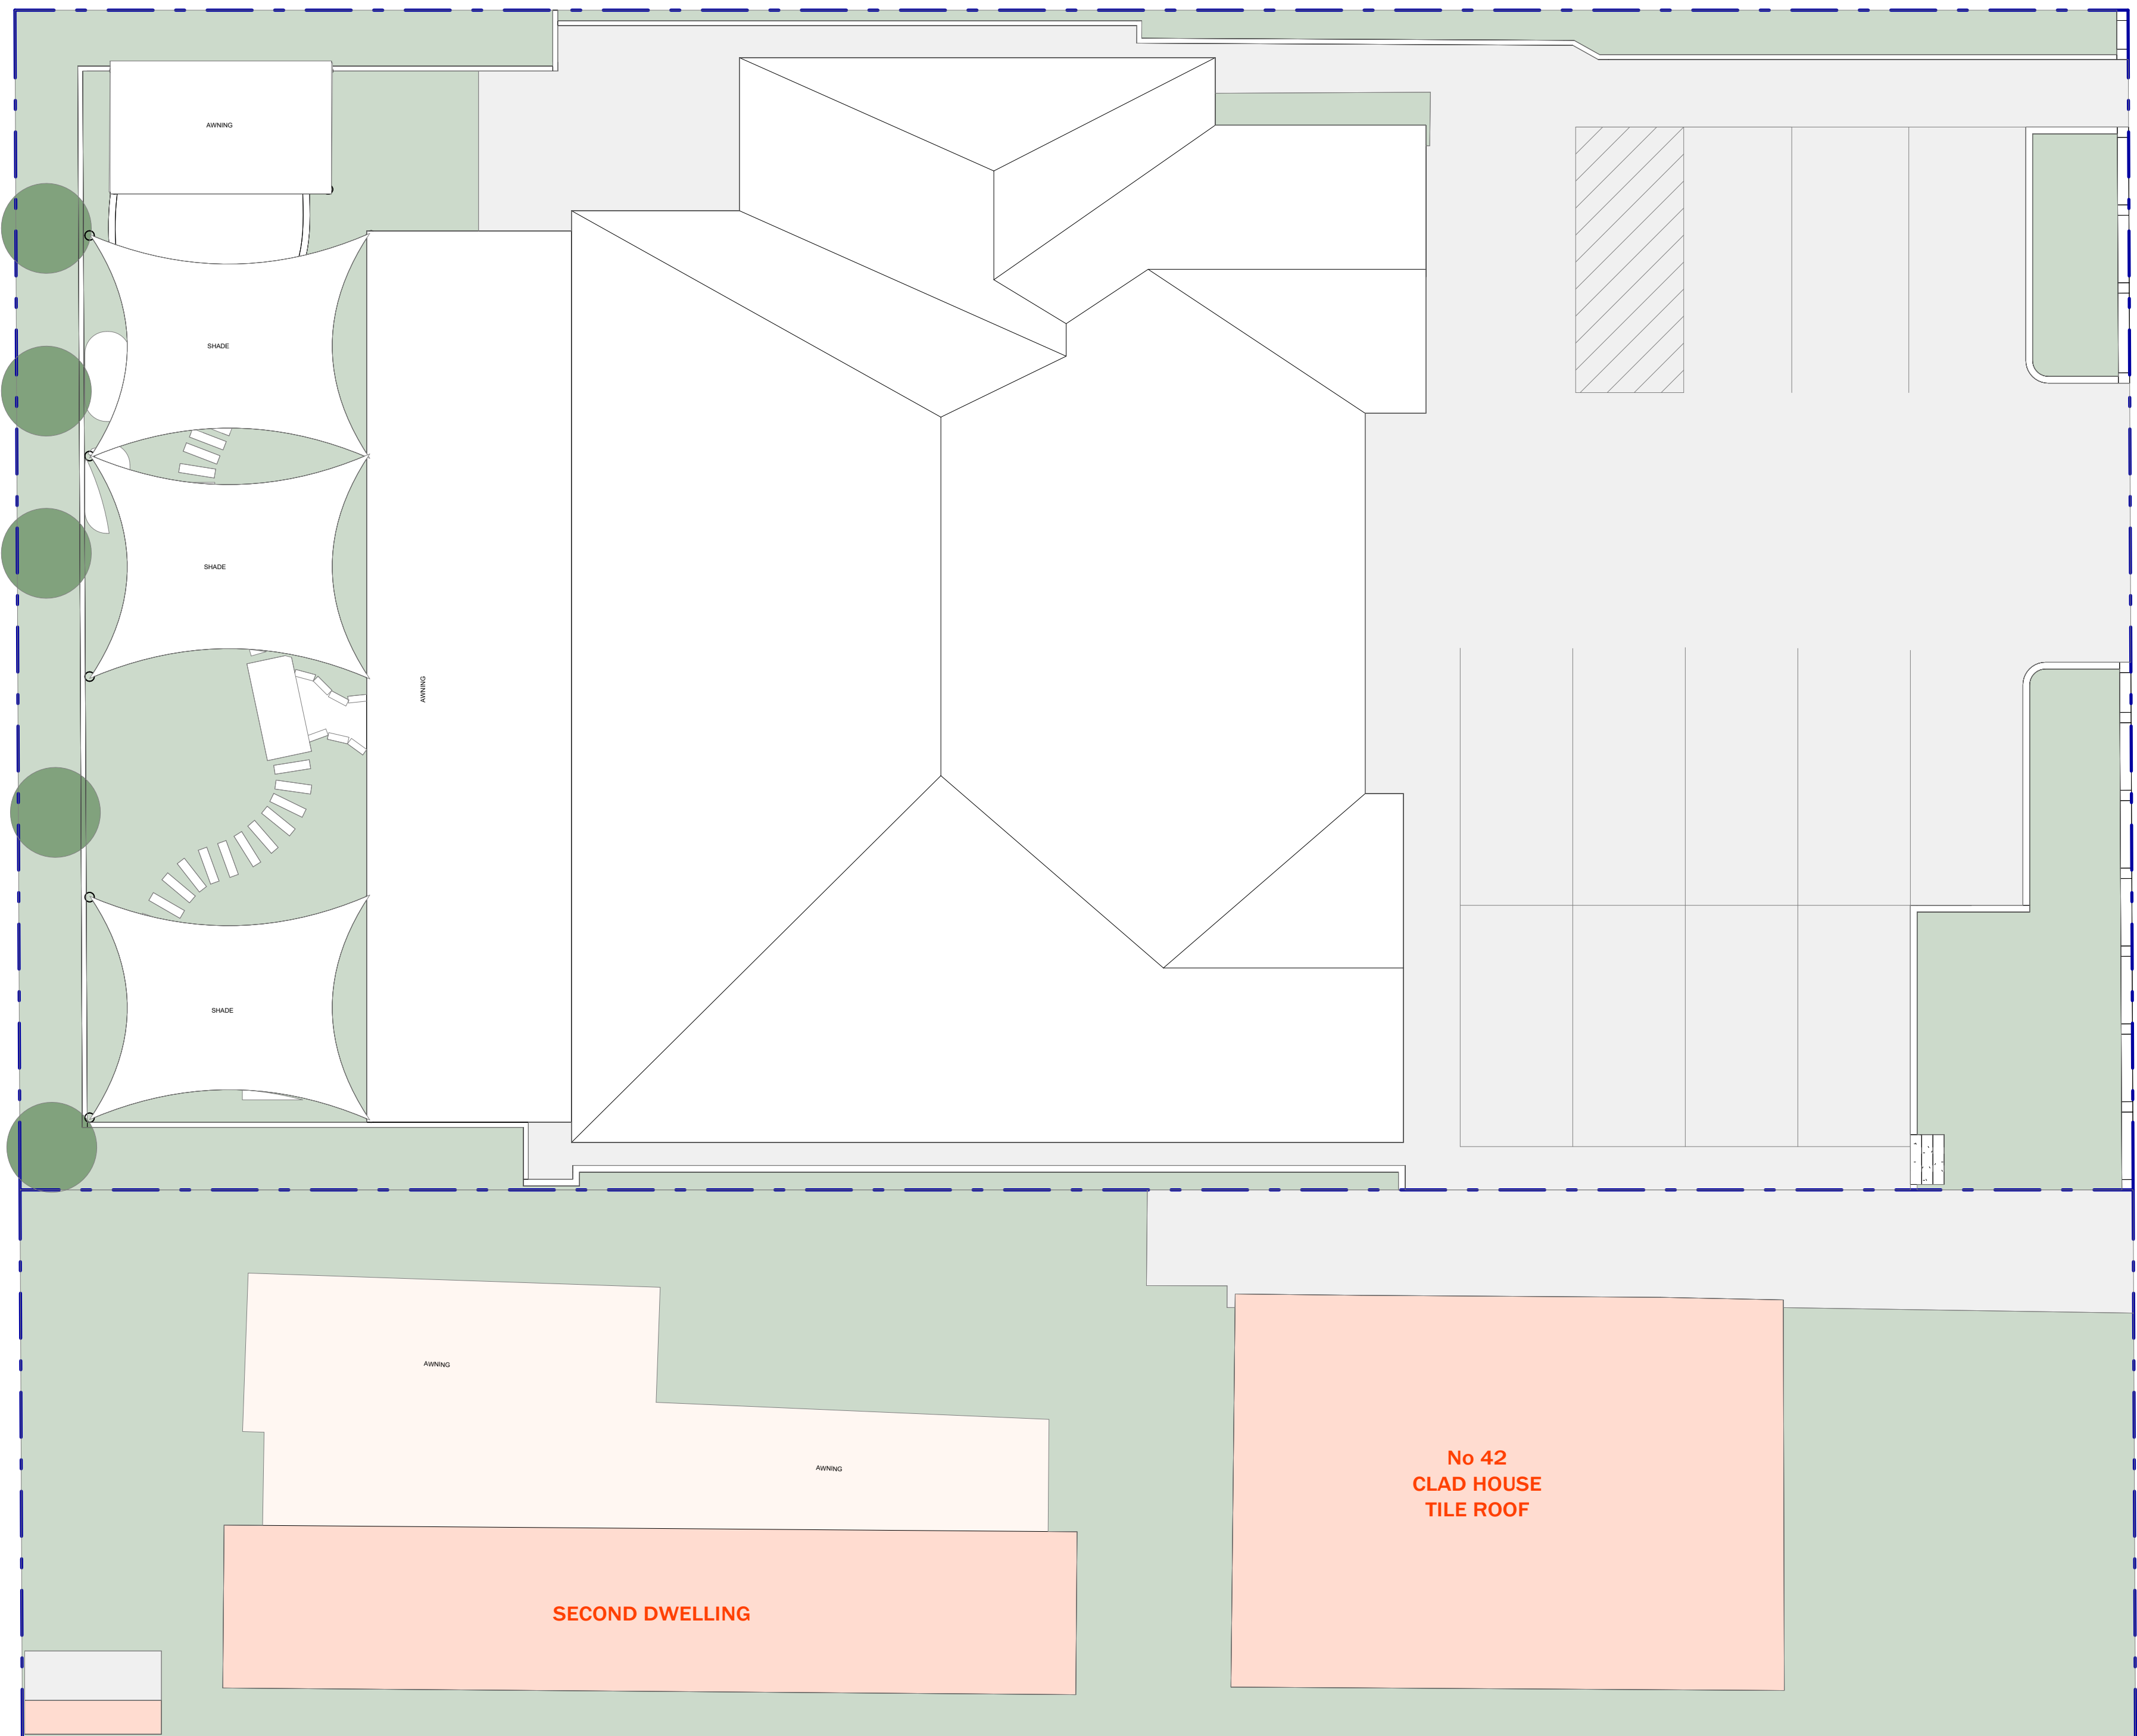 AWNING
SHADE
SHADE
AWNING
SHADE
AWNING
AWNING
No 42
CLAD HOUSE
TILE ROOF
SECOND DWELLING